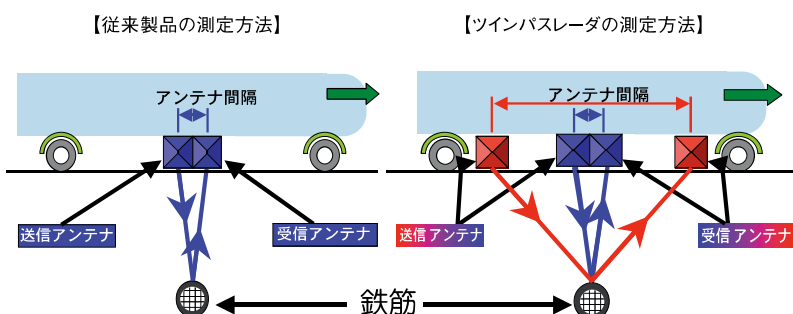 【従来製品の測定方法】
アンテナ間隔
送信アンテナ
受信アンテナ
【ツインパスレーダの測定方法】
アンテナ間隔
送信アンテナ
受信アンテナ
鉄筋